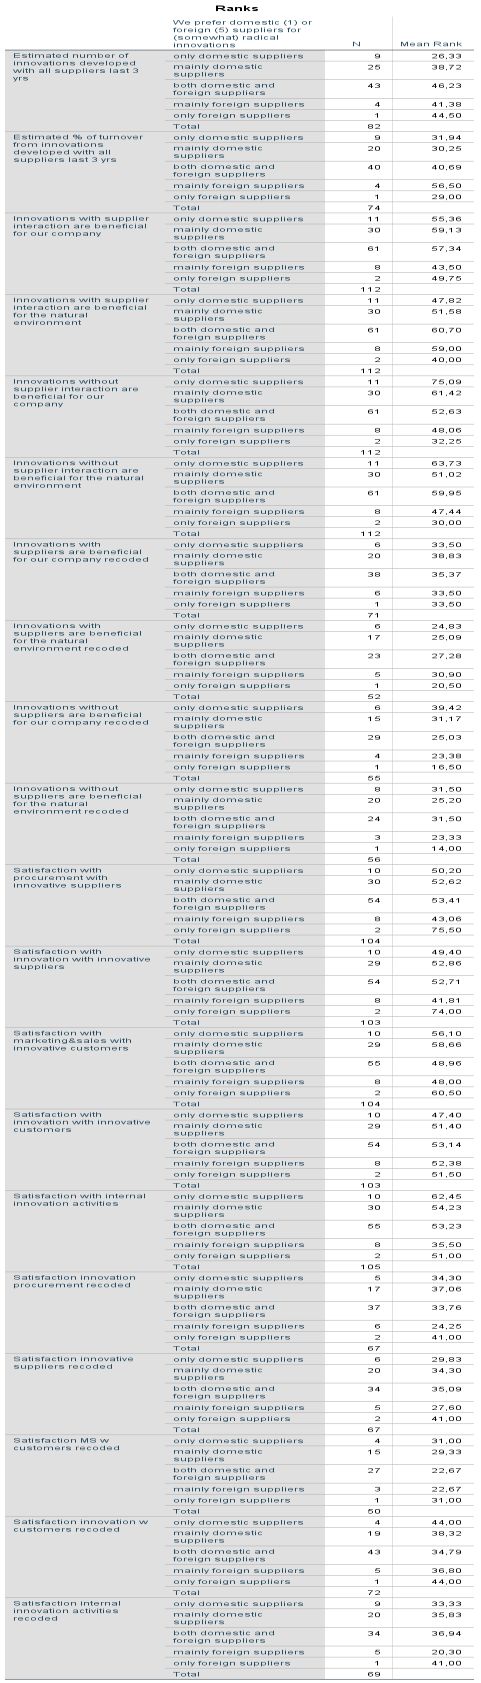 Ranks
We prefer domestic (1) or
foreign (5) suppliers for
(somewhat) radical
innovations N Mean Rank
Estimated number of
innovations developed
with all suppliers last 3
yrs
only domestic suppliers 9 26,33
mainly domestic
suppliers 25 38,72
both domestic and
foreign suppliers 43 46,23
mainly foreign suppliers 4 41,38
only foreign suppliers 1 44,50
Total 82
Estimated % of turnover
from innovations
developed with all
suppliers last 3 yrs
only domestic suppliers 9 31,94
mainly domestic
suppliers 20 30,25
both domestic and
foreign suppliers 40 40,69
mainly foreign suppliers 4 56,50
only foreign suppliers 1 29,00
Total 74
Innovations with supplier
interaction are beneficial
for our company
only domestic suppliers 11 55,36
mainly domestic
suppliers 30 59,13
both domestic and
foreign suppliers 61 57,34
mainly foreign suppliers 8 43,50
only foreign suppliers 2 49,75
Total 112
Innovations with supplier
interaction are beneficial
for the natural
environment
only domestic suppliers 11 47,82
mainly domestic
suppliers 30 51,58
both domestic and
foreign suppliers 61 60,70
mainly foreign suppliers 8 59,00
only foreign suppliers 2 40,00
Total 112
Innovations without
supplier interaction are
beneficial for our
company
only domestic suppliers 11 75,09
mainly domestic
suppliers 30 61,42
both domestic and
foreign suppliers 61 52,63
mainly foreign suppliers 8 48,06
only foreign suppliers 2 32,25
Total 112
Innovations without
supplier interaction are
beneficial for the natural
environment
only domestic suppliers 11 63,73
mainly domestic
suppliers 30 51,02
both domestic and
foreign suppliers 61 59,95
mainly foreign suppliers 8 47,44
only foreign suppliers 2 30,00
Total 112
Innovations with
suppliers are beneficial
for our company recoded
only domestic suppliers 6 33,50
mainly domestic
suppliers 20 38,83
both domestic and
foreign suppliers 38 35,37
mainly foreign suppliers 6 33,50
only foreign suppliers 1 33,50
Total 71
Innovations with
suppliers are beneficial
for the natural
environment recoded
only domestic suppliers 6 24,83
mainly domestic
suppliers 17 25,09
both domestic and
foreign suppliers 23 27,28
mainly foreign suppliers 5 30,90
only foreign suppliers 1 20,50
Total 52
Innovations without
suppliers are beneficial
for our company recoded
only domestic suppliers 6 39,42
mainly domestic
suppliers 15 31,17
both domestic and
foreign suppliers 29 25,03
mainly foreign suppliers 4 23,38
only foreign suppliers 1 16,50
Total 55
Innovations without
suppliers are beneficial
for the natural
environment recoded
only domestic suppliers 8 31,50
mainly domestic
suppliers 20 25,20
both domestic and
foreign suppliers 24 31,50
mainly foreign suppliers 3 23,33
only foreign suppliers 1 14,00
Total 56
Satisfaction with
procurement with
innovative suppliers
only domestic suppliers 10 50,20
mainly domestic
suppliers 30 52,62
both domestic and
foreign suppliers 54 53,41
mainly foreign suppliers 8 43,06
only foreign suppliers 2 75,50
Total 104
Satisfaction with
innovation with innovative
suppliers
only domestic suppliers 10 49,40
mainly domestic
suppliers 29 52,86
both domestic and
foreign suppliers 54 52,71
mainly foreign suppliers 8 41,81
only foreign suppliers 2 74,00
Total 103
Satisfaction with
marketing&sales with
innovative customers
only domestic suppliers 10 56,10
mainly domestic
suppliers 29 58,66
both domestic and
foreign suppliers 55 48,96
mainly foreign suppliers 8 48,00
only foreign suppliers 2 60,50
Total 104
Satisfaction with
innovation with innovative
customers
only domestic suppliers 10 47,40
mainly domestic
suppliers 29 51,40
both domestic and
foreign suppliers 54 53,14
mainly foreign suppliers 8 52,38
only foreign suppliers 2 51,50
Total 103
Satisfaction with internal
innovation activities
only domestic suppliers 10 62,45
mainly domestic
suppliers 30 54,23
both domestic and
foreign suppliers 55 53,23
mainly foreign suppliers 8 35,50
only foreign suppliers 2 51,00
Total 105
Satisfaction innovation
procurement recoded
only domestic suppliers 5 34,30
mainly domestic
suppliers 17 37,06
both domestic and
foreign suppliers 37 33,76
mainly foreign suppliers 6 24,25
only foreign suppliers 2 41,00
Total 67
Satisfaction innovative
suppliers recoded
only domestic suppliers 6 29,83
mainly domestic
suppliers 20 34,30
both domestic and
foreign suppliers 34 35,09
mainly foreign suppliers 5 27,60
only foreign suppliers 2 41,00
Total 67
Satisfaction MS w
customers recoded
only domestic suppliers 4 31,00
mainly domestic
suppliers 15 29,33
both domestic and
foreign suppliers 27 22,67
mainly foreign suppliers 3 22,67
only foreign suppliers 1 31,00
Total 50
Satisfaction innovation w
customers recoded
only domestic suppliers 4 44,00
mainly domestic
suppliers 19 38,32
both domestic and
foreign suppliers 43 34,79
mainly foreign suppliers 5 36,80
only foreign suppliers 1 44,00
Total 72
Satisfaction internal
innovation activities
recoded
only domestic suppliers 9 33,33
mainly domestic
suppliers 20 35,83
both domestic and
foreign suppliers 34 36,94
mainly foreign suppliers 5 20,30
only foreign suppliers 1 41,00
Total 69